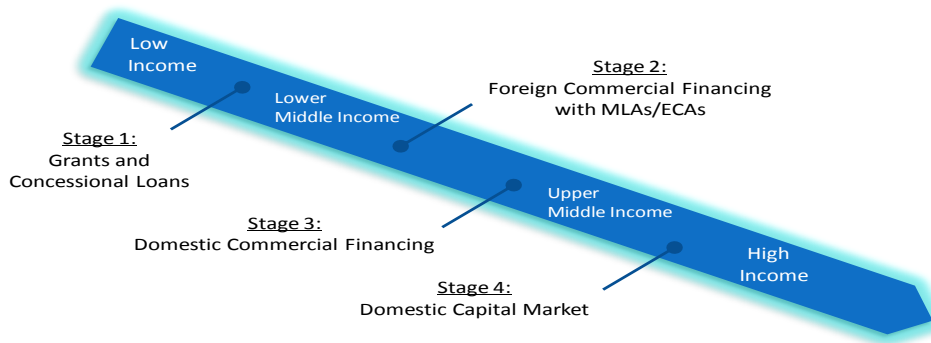 Low
Income
Stage 2:
Foreign Commercial Financing
with MLAs/ECAs
Lower
Middle Income
Stage 1:
Grants and
Concessional Loans
Upper
Middle Income
Stage 3:
Domestic Commercial Financing
High
Income
Stage 4:
Domestic Capital Market